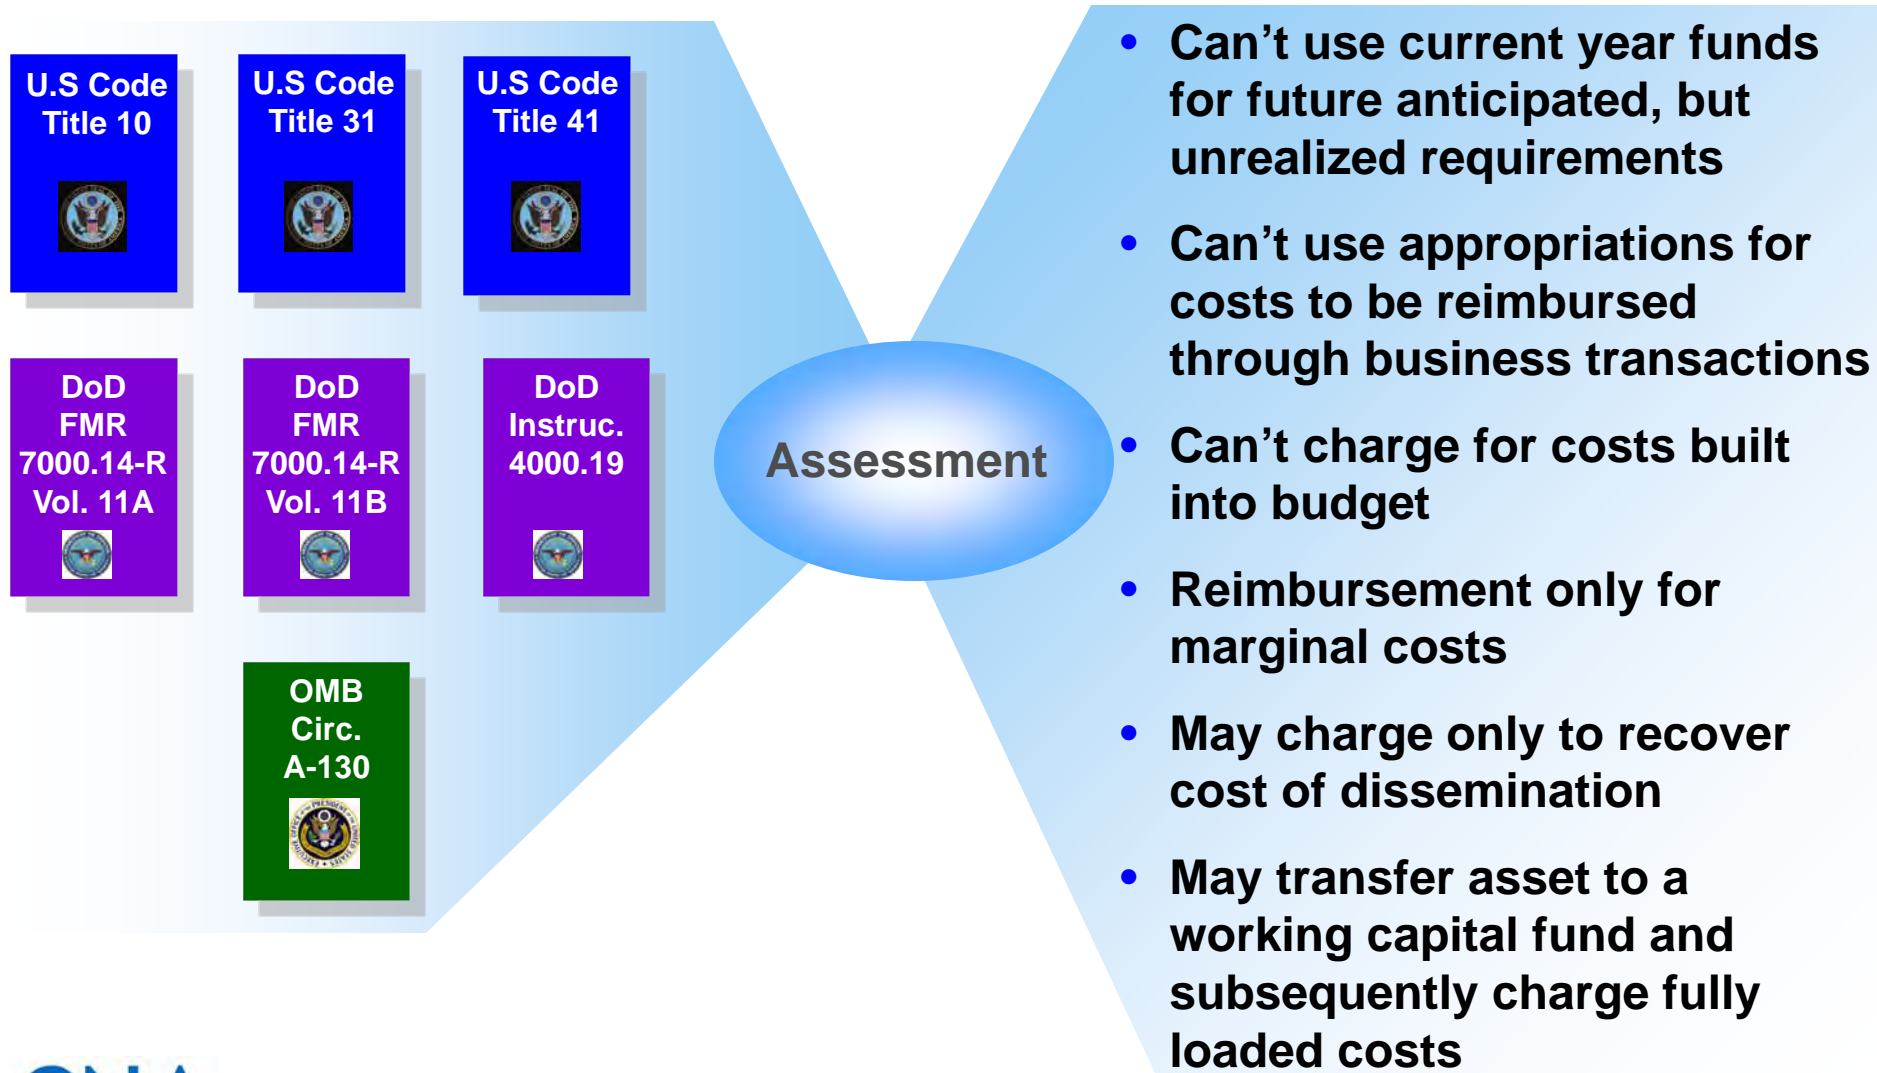 U.S Code
Title 10
U.S Code
Title 31
U.S Code
Title 41
DoD
FMR
7000.14-R
Vol. 11A
DoD
FMR
7000.14-R
Vol. 11B
DoD
Instruc.
4000.19
OMB
Circ.
A-130
Assessment
• Can’t use current year funds
for future anticipated, but
unrealized requirements
• Can’t use appropriations for
costs to be reimbursed
through business transactions
• Can’t charge for costs built
into budget
• Reimbursement only for
marginal costs
• May charge only to recover
cost of dissemination
• May transfer asset to a
working capital fund and
subsequently charge fully
loaded costs